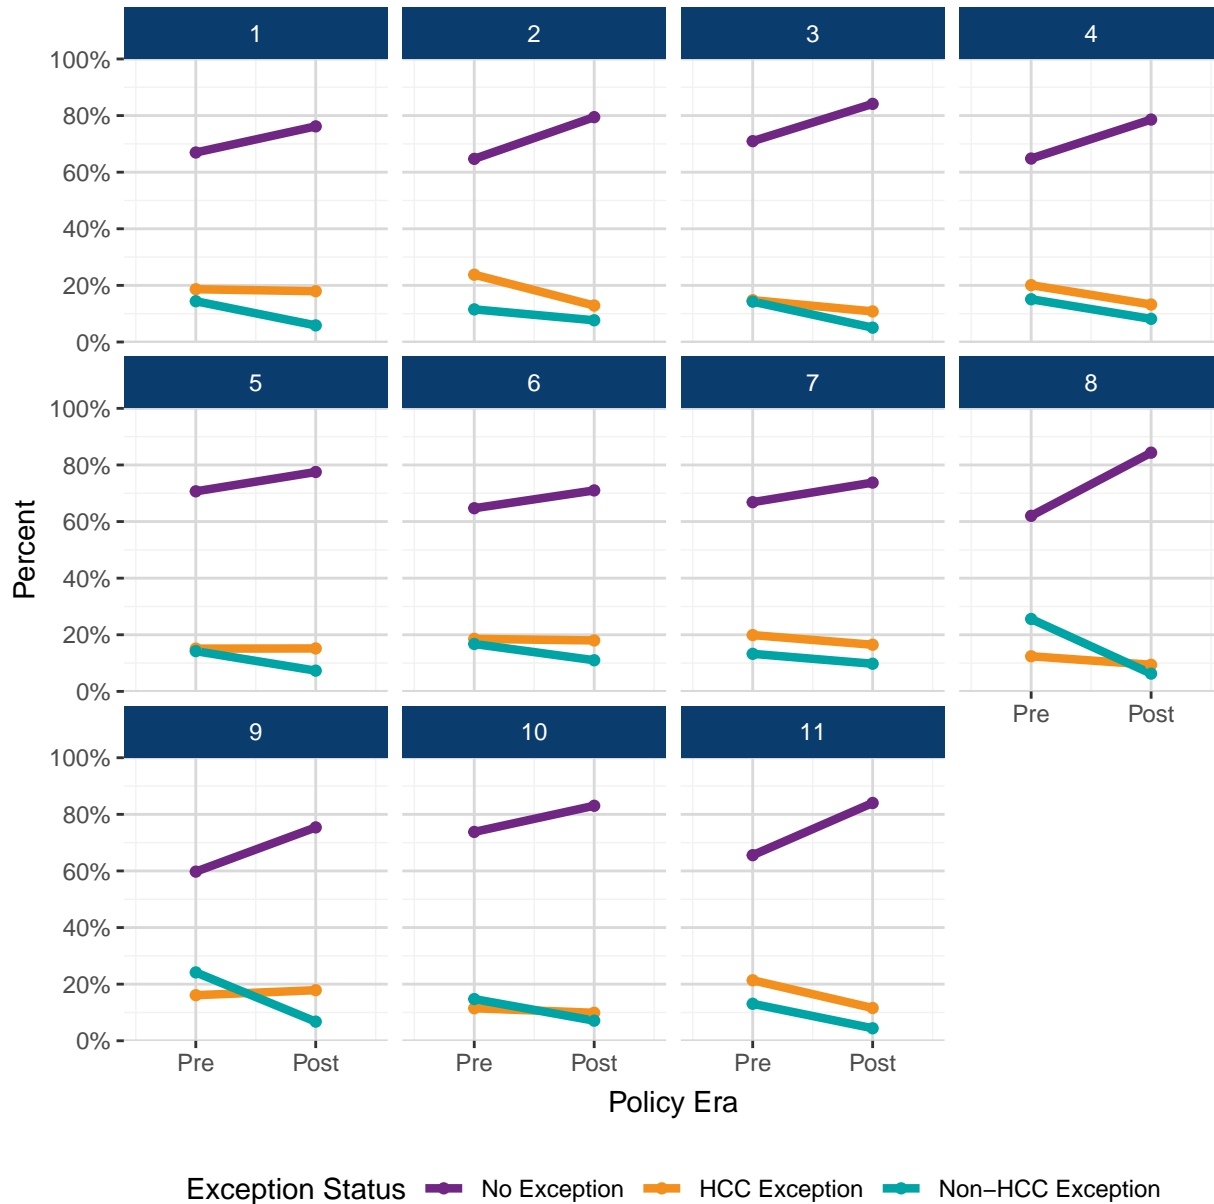 1 2 3 4
100%
80%
60%
40%
20%
0%
5 6 7 8
100%
80%
60%
40%
20%
0%
Pre Post
9 10 11
100%
80%
60%
40%
20%
0%
Pre Post Pre Post Pre Post
Percent
Policy Era
Exception Status No Exception HCC Exception Non−HCC Exception